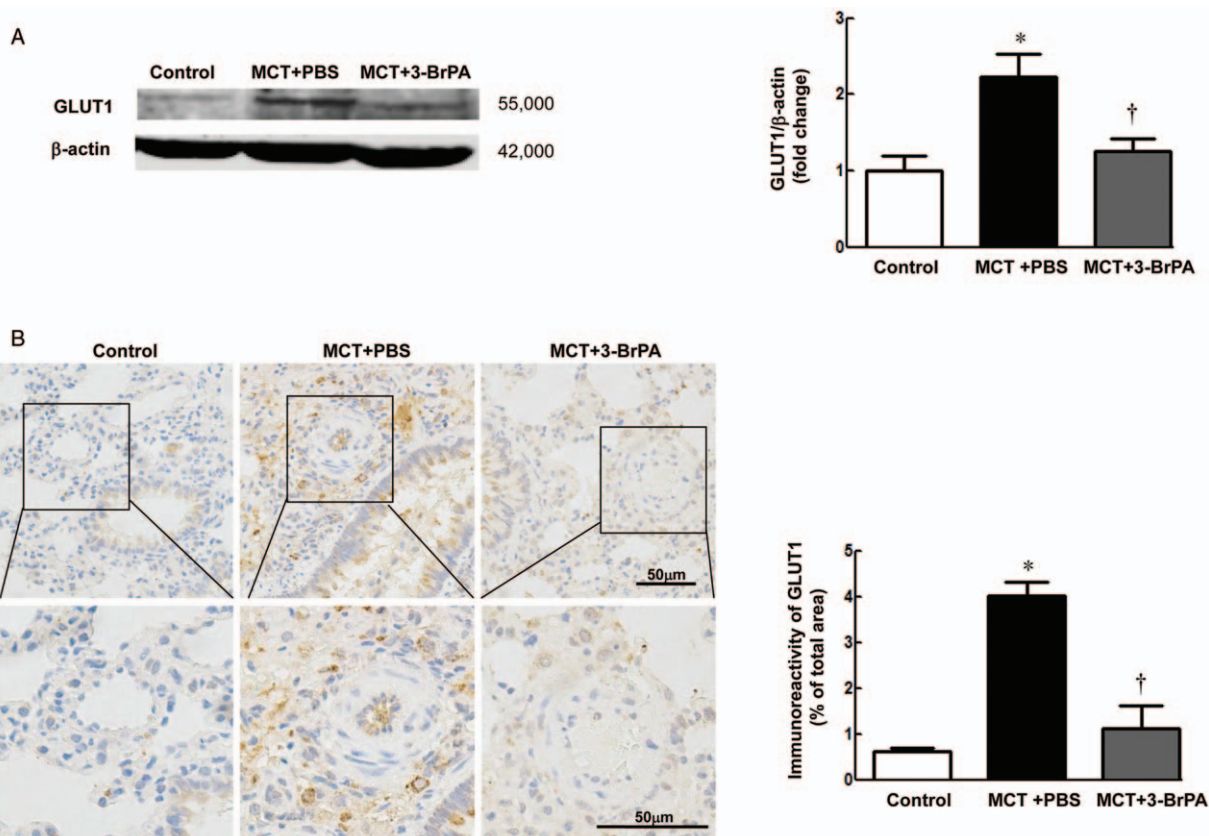 A
Control MCT+PBS MCT+3-BrPA
GLUT1 55,000
β-actin 42,000
GLUT1/β-actin
(fold change)
3
2
1
0
*
†
Control MCT +PBS MCT+3-BrPA
B
Control MCT+PBS MCT+3-BrPA
50μm
50μm
Immunoreactivity of GLUT1
(% of total area)
5
4
3
2
1
0
*
†
Control MCT +PBS MCT+3-BrPA